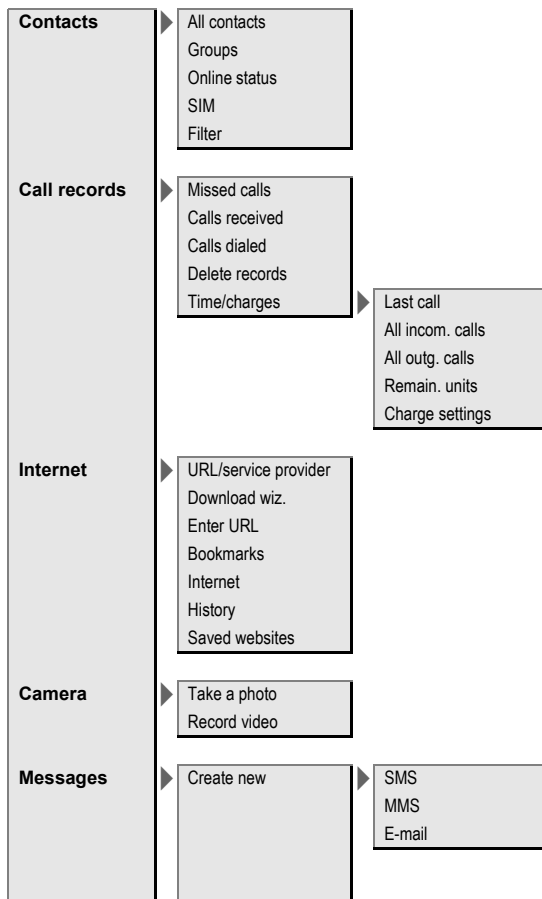 Contacts
All contacts
Groups
Online status
SIM
Filter
Call records
Missed calls
Calls received
Calls dialed
Delete records
Time/charges
Last call
All incom. calls
All outg. calls
Remain. units
Charge settings
Internet
URL/service provider
Download wiz.
Enter URL
Bookmarks
Internet
History
Saved websites
Camera
Take a photo
Record video
Messages
Create new
SMS
MMS
E-mail